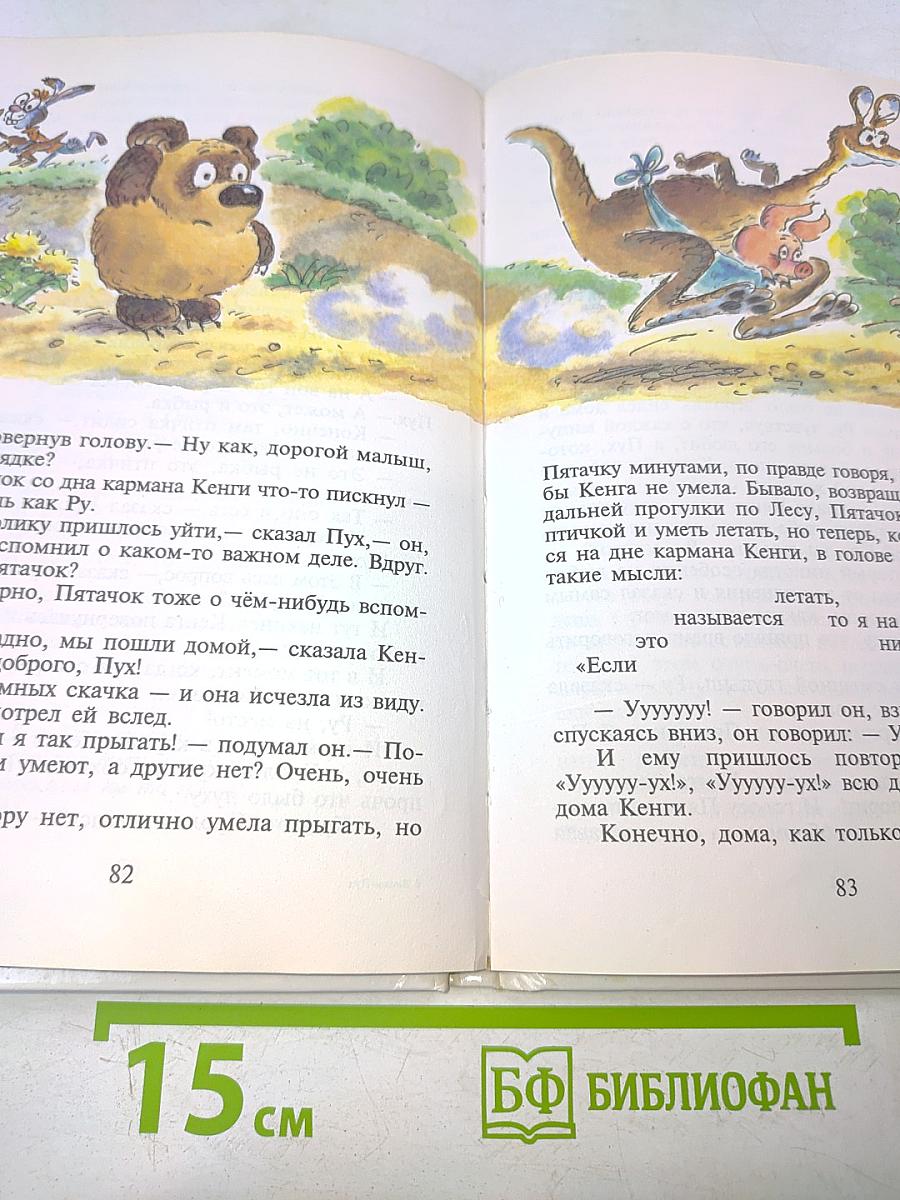 овернув голову.— Ну как, дорогой малыш,
ядке?
ок со дна кармана Кенги что-то пискнул —
ь как Ру.
олику пришлось уйти,— сказал Пух,— он,
спомнил о каком-то важном деле. Вдруг.
ятачок?
рно, Пятачок тоже о чём-нибудь вспом-
адно, мы пошли домой,— сказала Кен-
доброго, Пух!
мных скачка — и она исчезла из виду.
отрел ей вслед.
я так прыгать! — подумал он.— По-
и умеют, а другие нет? Очень, очень
ору нет, отлично умела прыгать, но
82
Пятачку минутами, по правде говоря,
бы Кенга не умела. Бывало, возвращ
дальней прогулки по Лесу, Пятачок
птичкой и уметь летать, но теперь, ко
ся на дне кармана Кенги, в голове
такие мысли:
летать,
называется то я на
это ни
«Если
— Ууууууу! — говорил он, вз
спускаясь вниз, он говорил: — У
И ему пришлось повтор
«Уууууу-ух!», «Уууууу-ух!» всю д
дома Кенги.
Конечно, дома, как только
83
15 см
БФ БИБЛИОФАН